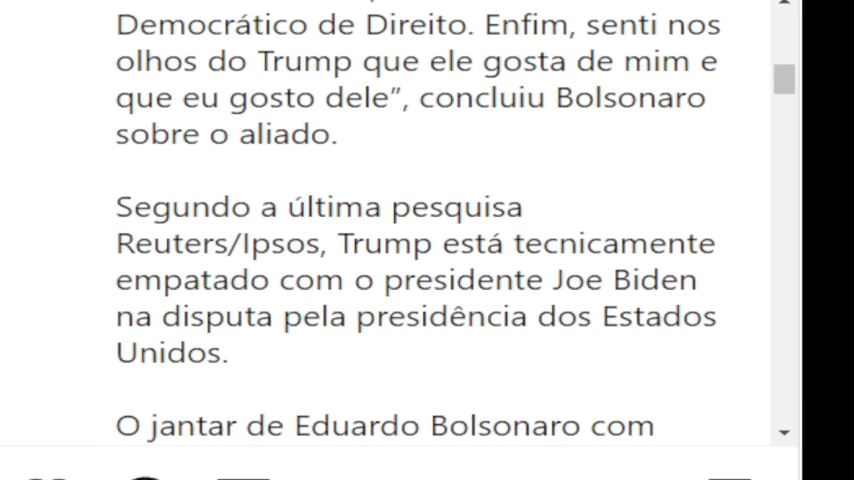 Democrático de Direito. Enfim, senti nos
olhos do Trump que ele gosta de mim e
que eu gosto dele”, concluiu Bolsonaro
sobre o aliado.
Segundo a última pesquisa
Reuters/Ipsos, Trump está tecnicamente
empatado com o presidente Joe Biden
na disputa pela presidência dos Estados
Unidos.
O jantar de Eduardo Bolsonaro com